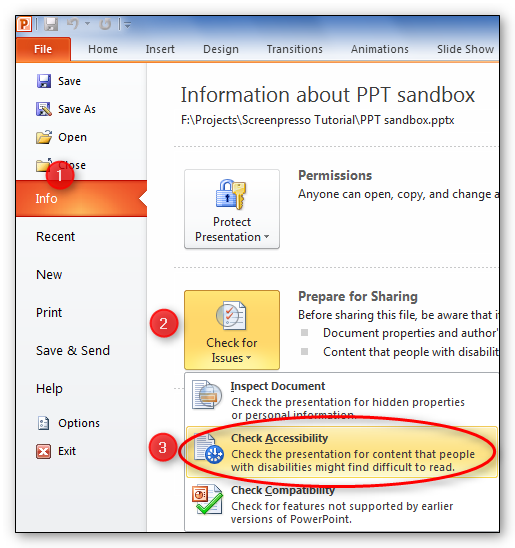 P
File Home Insert Design Transitions Animations Slide Show
Save
Save As
Open
Close
1
Info
Recent
New
Print
Save & Send
Help
Options
Exit
Information about PPT sandbox
F:\Projects\Screenpresso Tutorial\PPT sandbox.pptx
Protect
Presentation
Permissions
Anyone can open, copy, and change a
2
Check for
Issues
Prepare for Sharing
Before sharing this file, be aware that i
Document properties and author'
Content that people with disabiliti
Inspect Document
Check the presentation for hidden properties
or personal information.
3
Check Accessibility
Check the presentation for content that people
with disabilities might find difficult to read.
Check Compatibility
Check for features not supported by earlier
versions of PowerPoint.